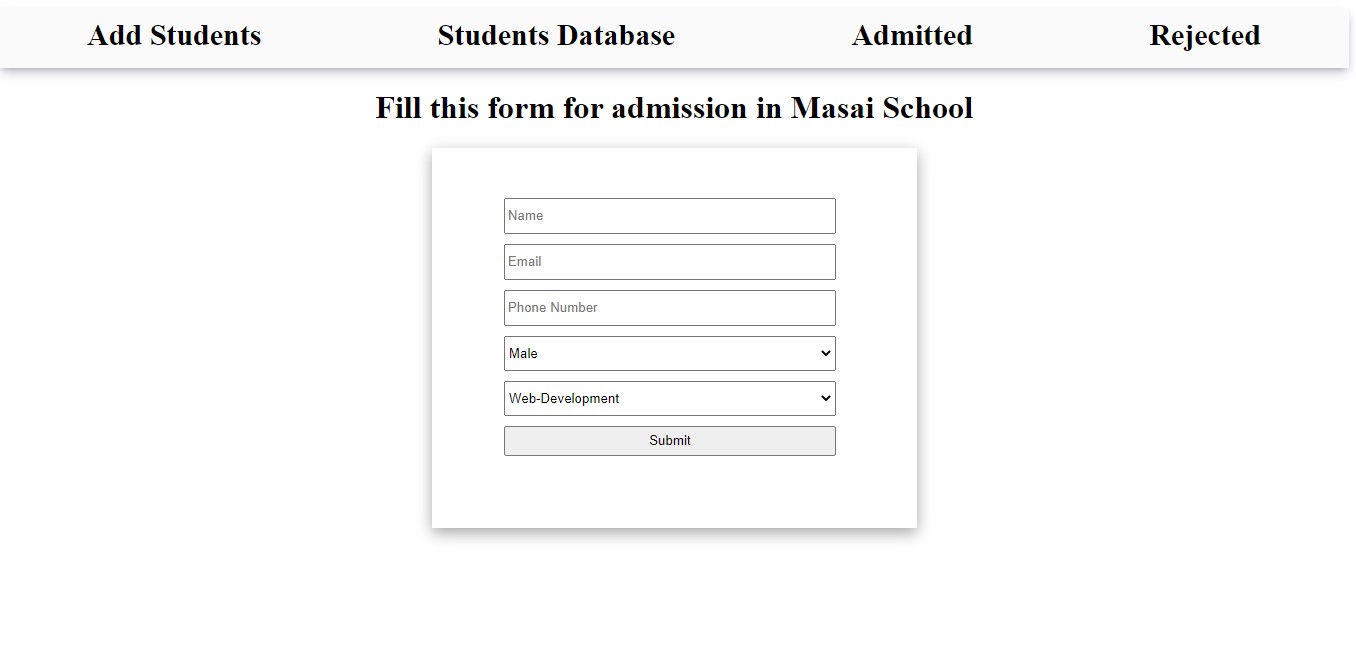 Add Students Students Database Admitted Rejected
Fill this form for admission in Masai School
Name
Email
Phone Number
Male
Web-Development
Submit